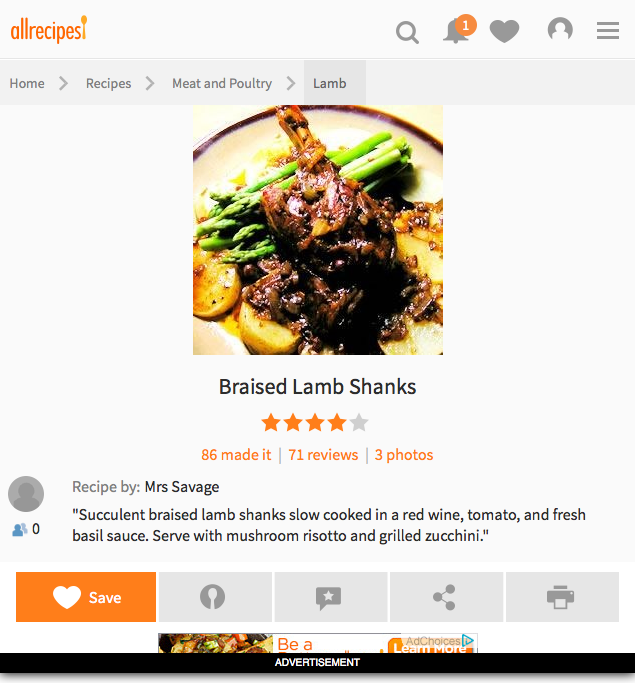 allrecipes
1
Home
Recipes
Meat and Poultry
Lamb
Braised Lamb Shanks
86 made it | 71 reviews | 3 photos
Recipe by: Mrs Savage
0
"Succulent braised lamb shanks slow cooked in a red wine, tomato, and fresh
basil sauce. Serve with mushroom risotto and grilled zucchini."
Save
Be a
AdChoices
Learn More
ADVERTISEMENT